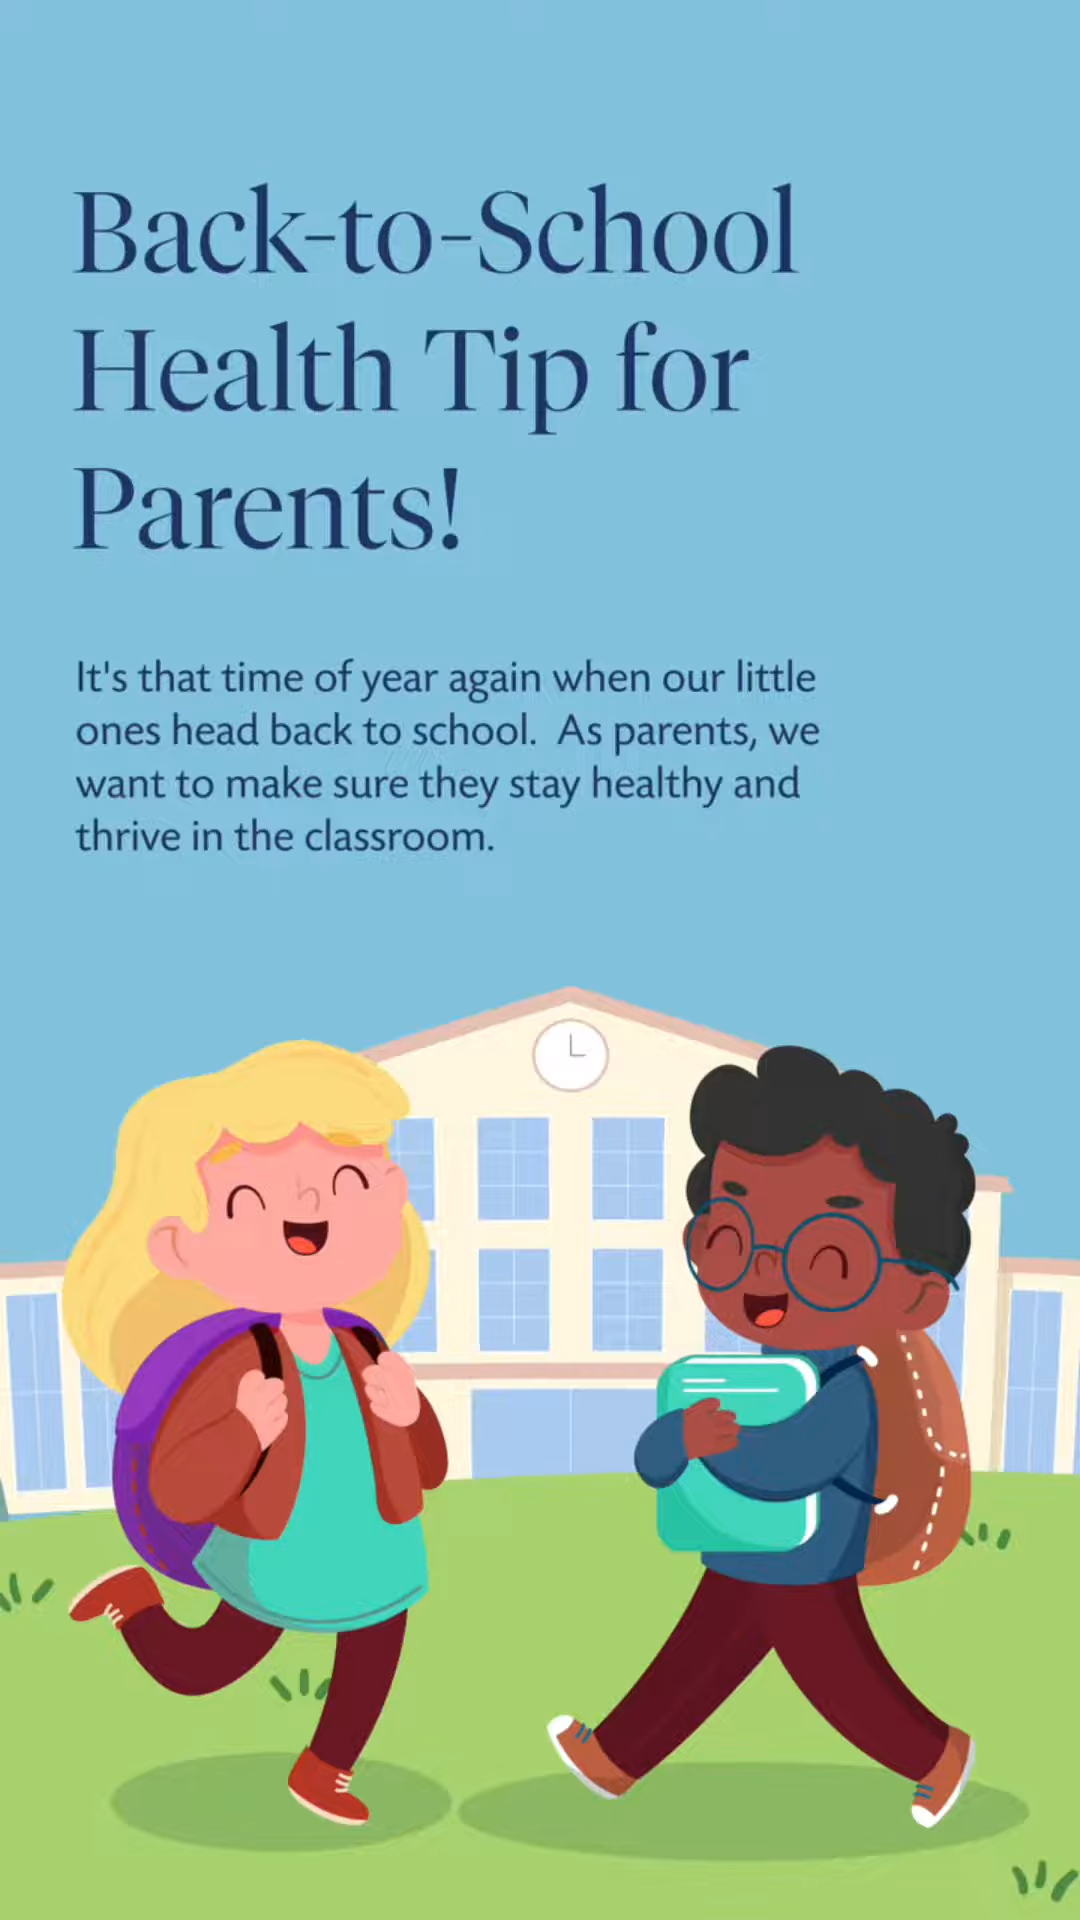 Back-to-School
Health Tip for
Parents!
It's that time of year again when our little
ones head back to school.  As parents, we
want to make sure they stay healthy and
thrive in the classroom.